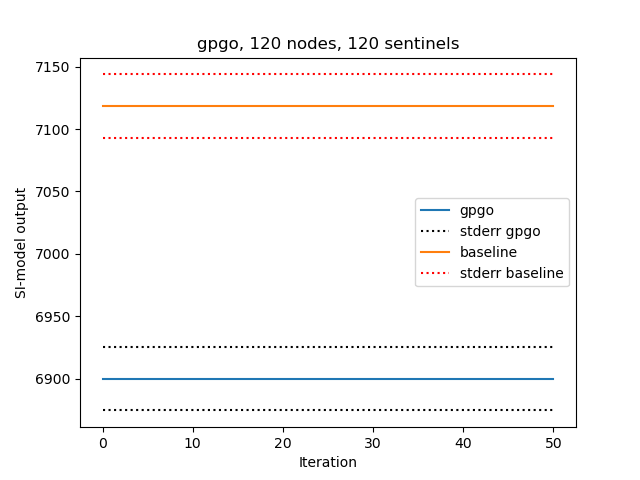 gpgo, 120 nodes, 120 sentinels
SI-model output
7150
7100
7050
7000
6950
6900
gpgo
stderr gpgo
baseline
stderr baseline
0 10 20 30 40 50
Iteration